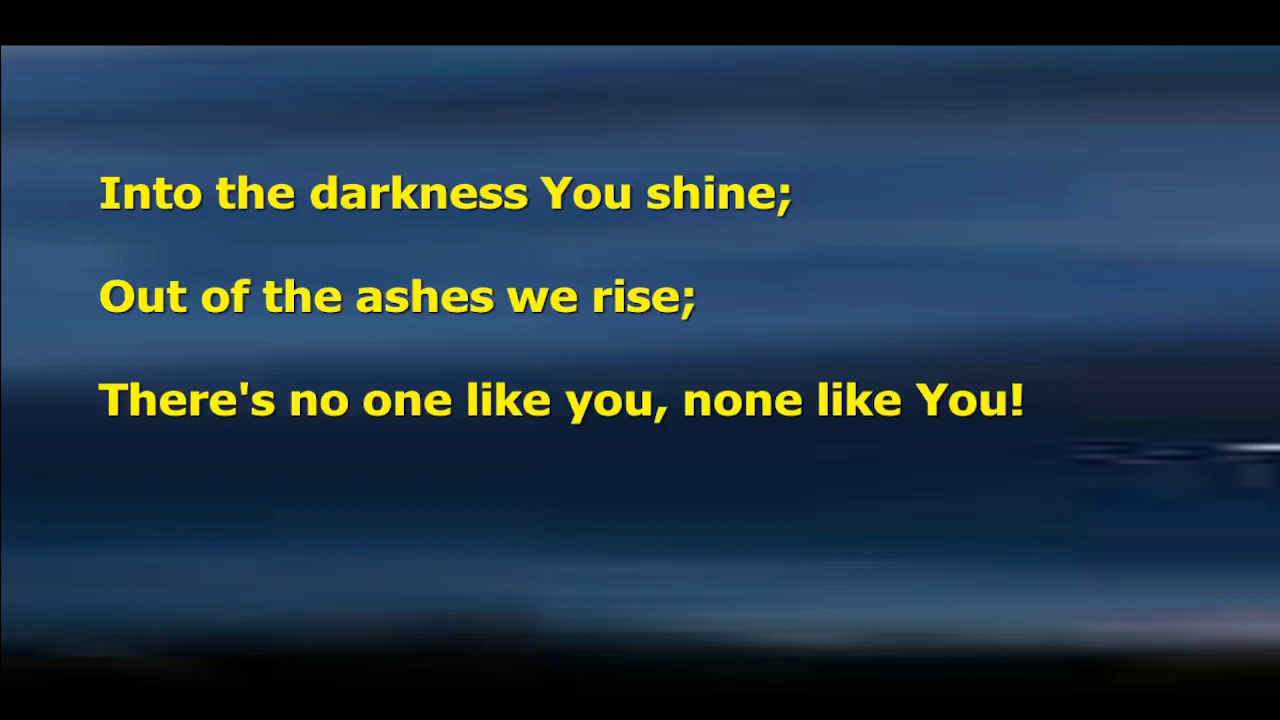 Into the darkness You shine;
Out of the ashes we rise;
There's no one like you, none like You!